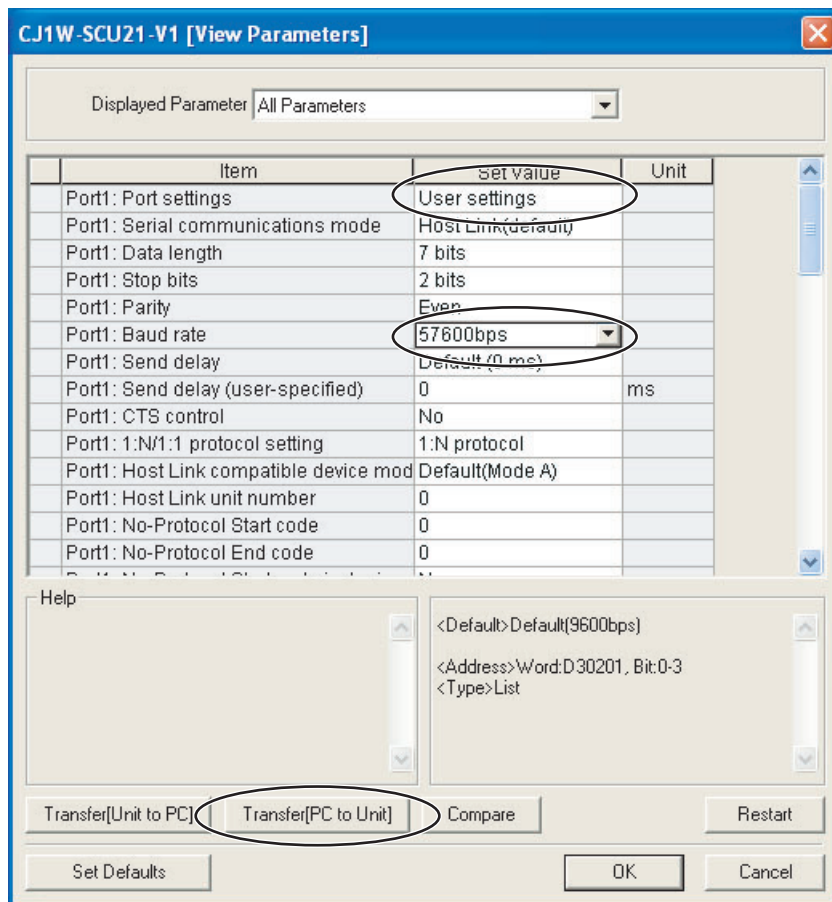 CJ1W-SCU21-V1 [View Parameters]
Displayed Parameter All Parameters
Item Set Value Unit
Port1: Port settings User settings
Port1: Serial communications mode Host Link(default)
Port1: Data length 7 bits
Port1: Stop bits 2 bits
Port1: Parity Even
Port1: Baud rate 57600bps
Port1: Send delay Default (0 ms)
Port1: Send delay (user-specified) 0 ms
Port1: CTS control No
Port1: 1:N/1:1 protocol setting 1:N protocol
Port1: Host Link compatible device mod Default(Mode A)
Port1: Host Link unit number 0
Port1: No-Protocol Start code 0
Port1: No-Protocol End code 0
Help
<Default>Default(9600bps)
<Address>Word:D30201, Bit:0-3
<Type>List
Transfer[Unit to PC] Transfer[PC to Unit] Compare Restart
Set Defaults OK Cancel